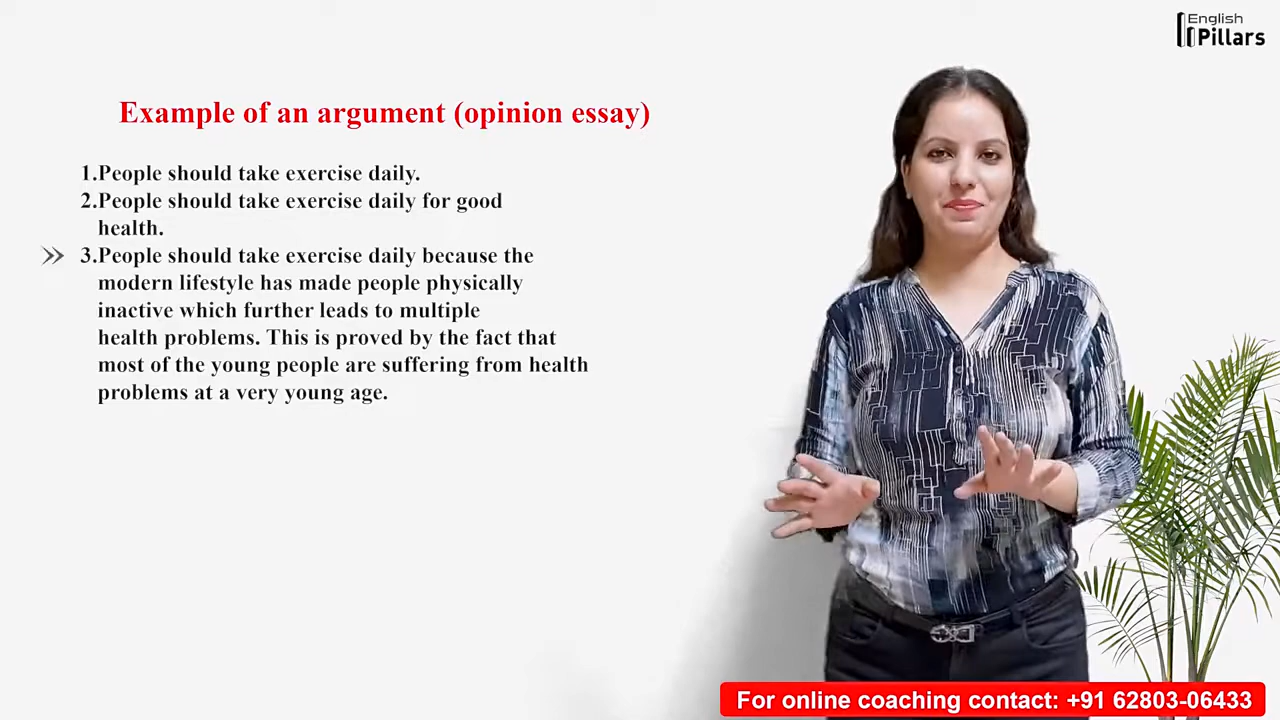 English
Pillars
Example of an argument (opinion essay)
1.People should take exercise daily.
2.People should take exercise daily for good
health.
3.People should take exercise daily because the
modern lifestyle has made people physically
inactive which further leads to multiple
health problems. This is proved by the fact that
most of the young people are suffering from health
problems at a very young age.
For online coaching contact: +91 62803-06433